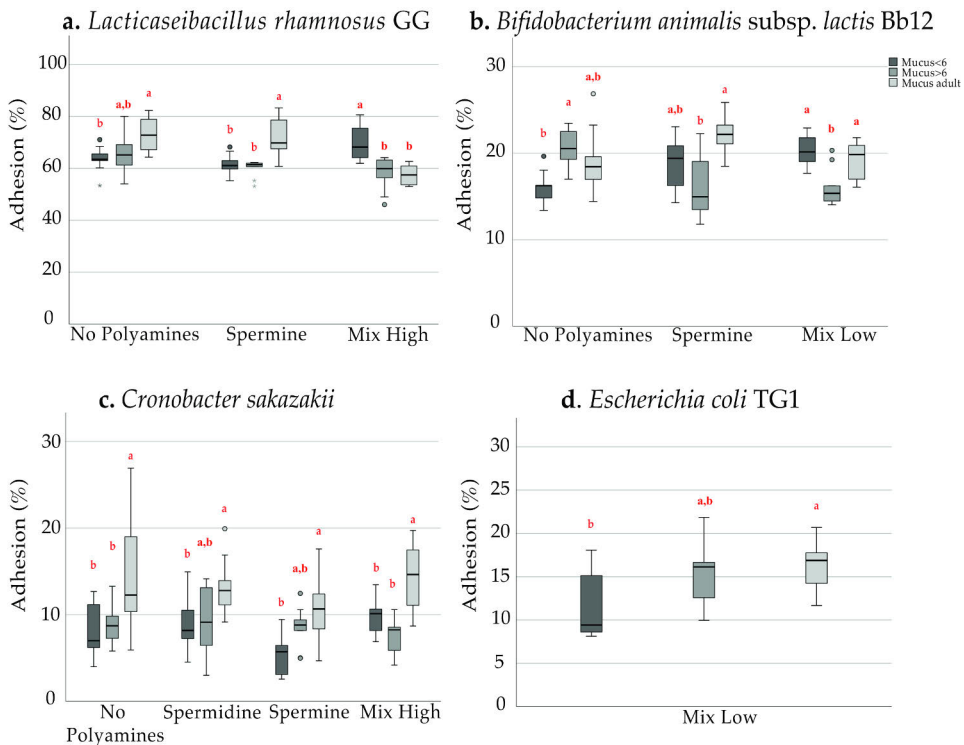 a. Lacticaseibacillus rhamnosus GG
Adhesion (%)
100
80
60
40
20
0
b
a,b
a
b
b
a
a
b
b
No Polyamines
Spermine
Mix High
b. Bifidobacterium animalis subsp. lactis Bb12
Mucus<6
Mucus>6
Mucus adult
Adhesion (%)
30
20
10
0
b
a
a,b
a,b
b
a
a
b
a
No Polyamines
Spermine
Mix Low
c. Cronobacter sakazakii
Adhesion (%)
30
20
10
0
b
b
a
b
a,b
a
b
a,b
a
b
b
a
No
Polyamines
Spermidine
Spermine
Mix High
d. Escherichia coli TG1
Adhesion (%)
30
25
20
15
10
5
0
b
a,b
a
Mix Low